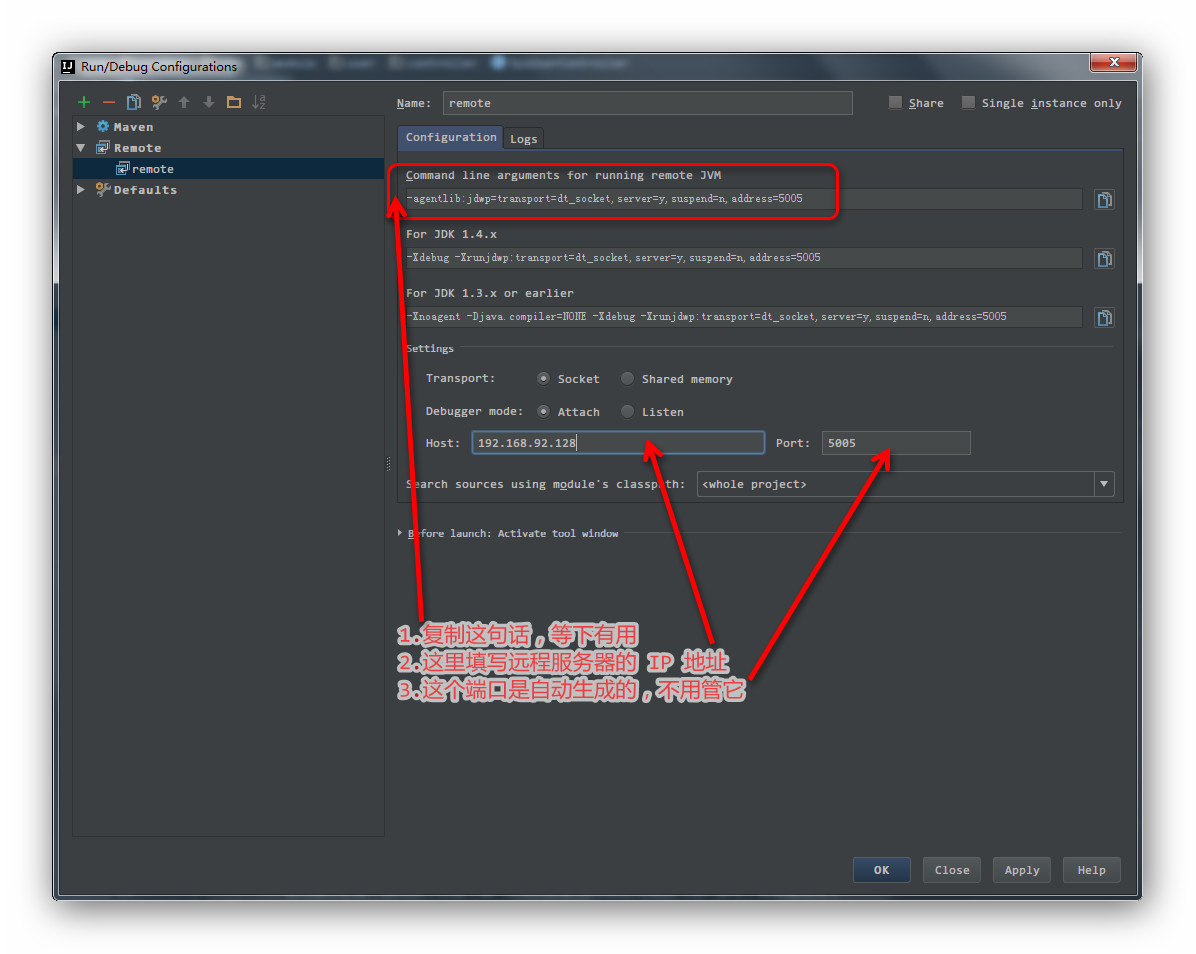 Run/Debug Configurations
Name: remote Share Single instance only
Maven
Remote
remote
Defaults
Configuration Logs
Command line arguments for running remote JVM
-agentlib:jdwp=transport=dt_socket,server=y,suspend=n,address=5005
For JDK 1.4.x
-Xdebug -Xrunjdwp:transport=dt_socket,server=y,suspend=n,address=5005
For JDK 1.3.x or earlier
-Xnoagent -Djava.compiler=NONE -Xdebug -Xrunjdwp:transport=dt_socket,server=y,suspend=n,address=5005
Settings
Transport: Socket Shared memory
Debugger mode: Attach Listen
Host: 192.168.92.128 Port: 5005
Search sources using module's classpath: <whole project>
Before launch: Activate tool window
1.复制这句话，等下有用
2.这里填写远程服务器的 IP 地址
3.这个端口是自动生成的，不用管它
OK Close Apply Help